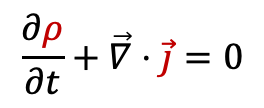 ∂ρ/∂t + ∇⃗ · j⃗ = 0